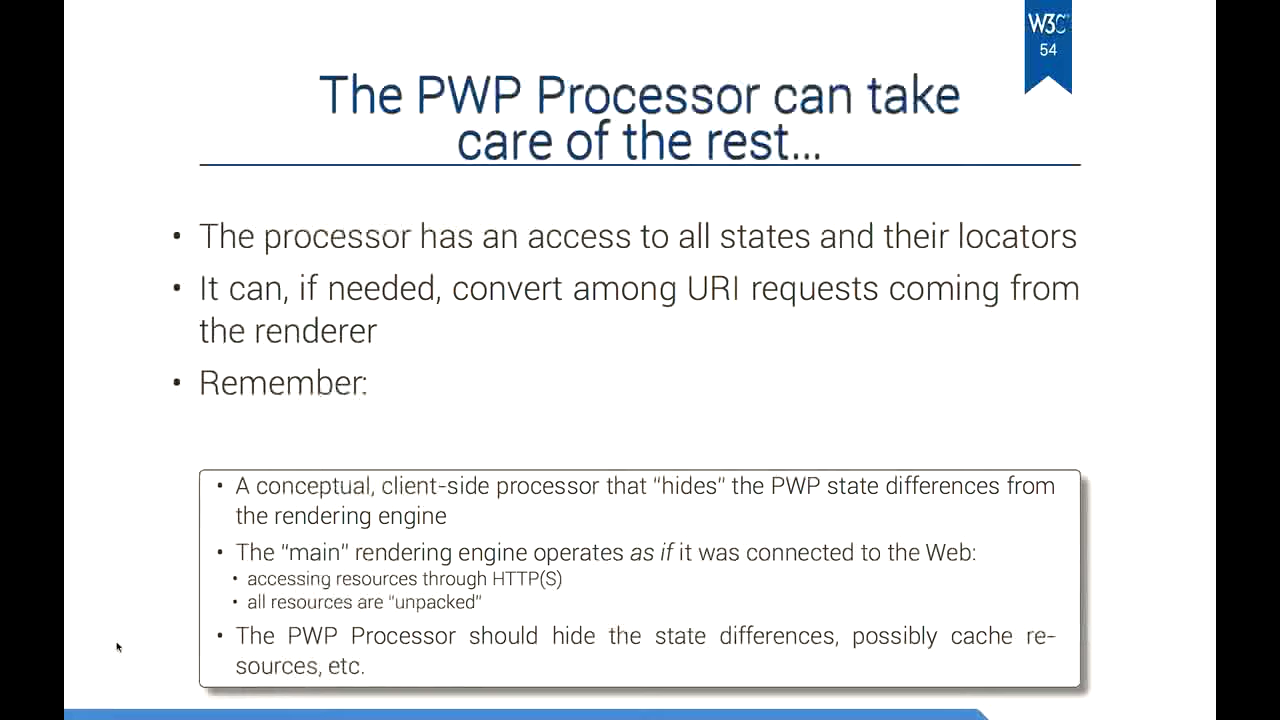 W3C
54
The PWP Processor can take
care of the rest...
• The processor has an access to all states and their locators
• It can, if needed, convert among URI requests coming from
the renderer
• Remember:
• A conceptual, client-side processor that “hides” the PWP state differences from
the rendering engine
• The “main” rendering engine operates as if it was connected to the Web:
• accessing resources through HTTP(S)
• all resources are “unpacked”
• The PWP Processor should hide the state differences, possibly cache re-
sources, etc.